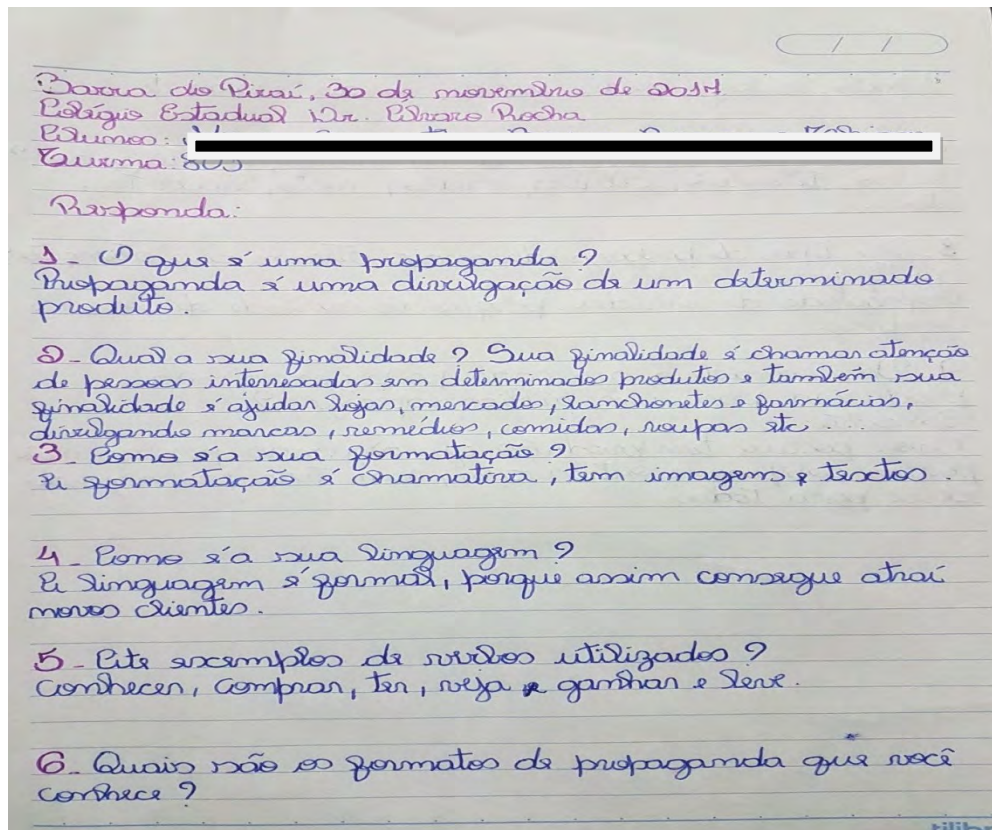 / /
Barra do Piraí, 30 de novembro de 2017
Colégio Estadual Dr. Álvaro Rocha
Alunos:
Turma: 803
Responda:
1- O que é uma propaganda ?
Propaganda é uma divulgação de um determinado
produto.
2- Qual a sua finalidade ? Sua finalidade é chamar atenção
de pessoas interresadas em determinados produtos e também sua
finalidade é ajudar lojas, mercados, lanchonetes e farmácias,
divulgando marcas, remédios, comidas, roupas etc ...
3- Como é a sua formatação ?
A formatação é chamativa, tem imagens e tesctos.
4- Como é a sua linguagem ?
A linguagem é formal, porque assim consegue atraí
novos clientes.
5- Cite exemplos de verbos utilizados ?
Conhecer, comprar, ter, veja ganhar e leve.
6- Quais são os formatos de propaganda que você
conhece ?